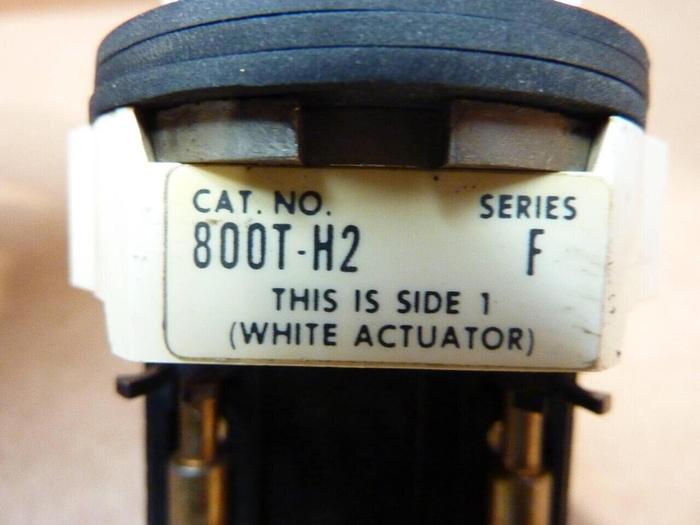 CAT. NO. SERIES
800T-H2 F
THIS IS SIDE 1
(WHITE ACTUATOR)